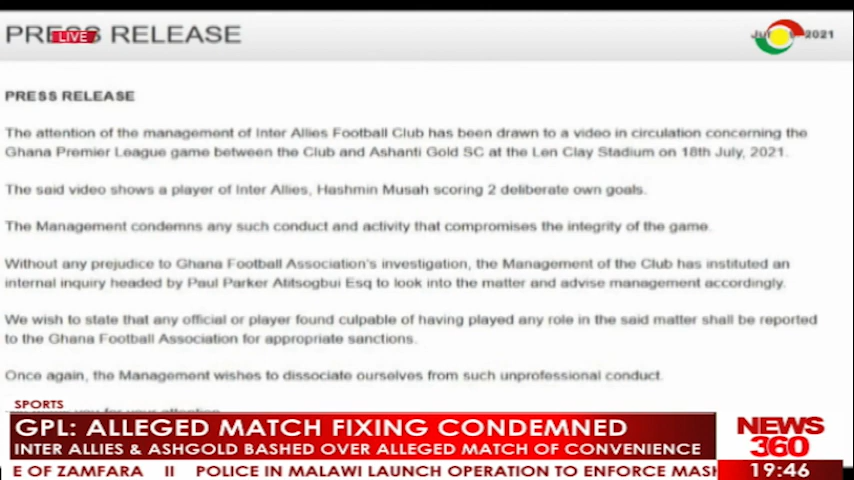 PRESS RELEASE
LIVE
2021
PRESS RELEASE
The attention of the management of Inter Allies Football Club has been drawn to a video in circulation concerning the
Ghana Premier League game between the Club and Ashanti Gold SC at the Len Clay Stadium on 18th July, 2021.
The said video shows a player of Inter Allies, Hashmin Musah scoring 2 deliberate own goals.
The Management condemns any such conduct and activity that compromises the integrity of the game.
Without any prejudice to Ghana Football Association's investigation, the Management of the Club has instituted an
internal inquiry headed by Paul Parker Atitsogbui Esq to look into the matter and advise management accordingly.
We wish to state that any official or player found culpable of having played any role in the said matter shall be reported
to the Ghana Football Association for appropriate sanctions.
Once again, the Management wishes to dissociate ourselves from such unprofessional conduct.
SPORTS
GPL: ALLEGED MATCH FIXING CONDEMNED
INTER ALLIES & ASHGOLD BASHED OVER ALLEGED MATCH OF CONVENIENCE
NEWS
360
E OF ZAMFARA II POLICE IN MALAWI LAUNCH OPERATION TO ENFORCE MASK
19:46